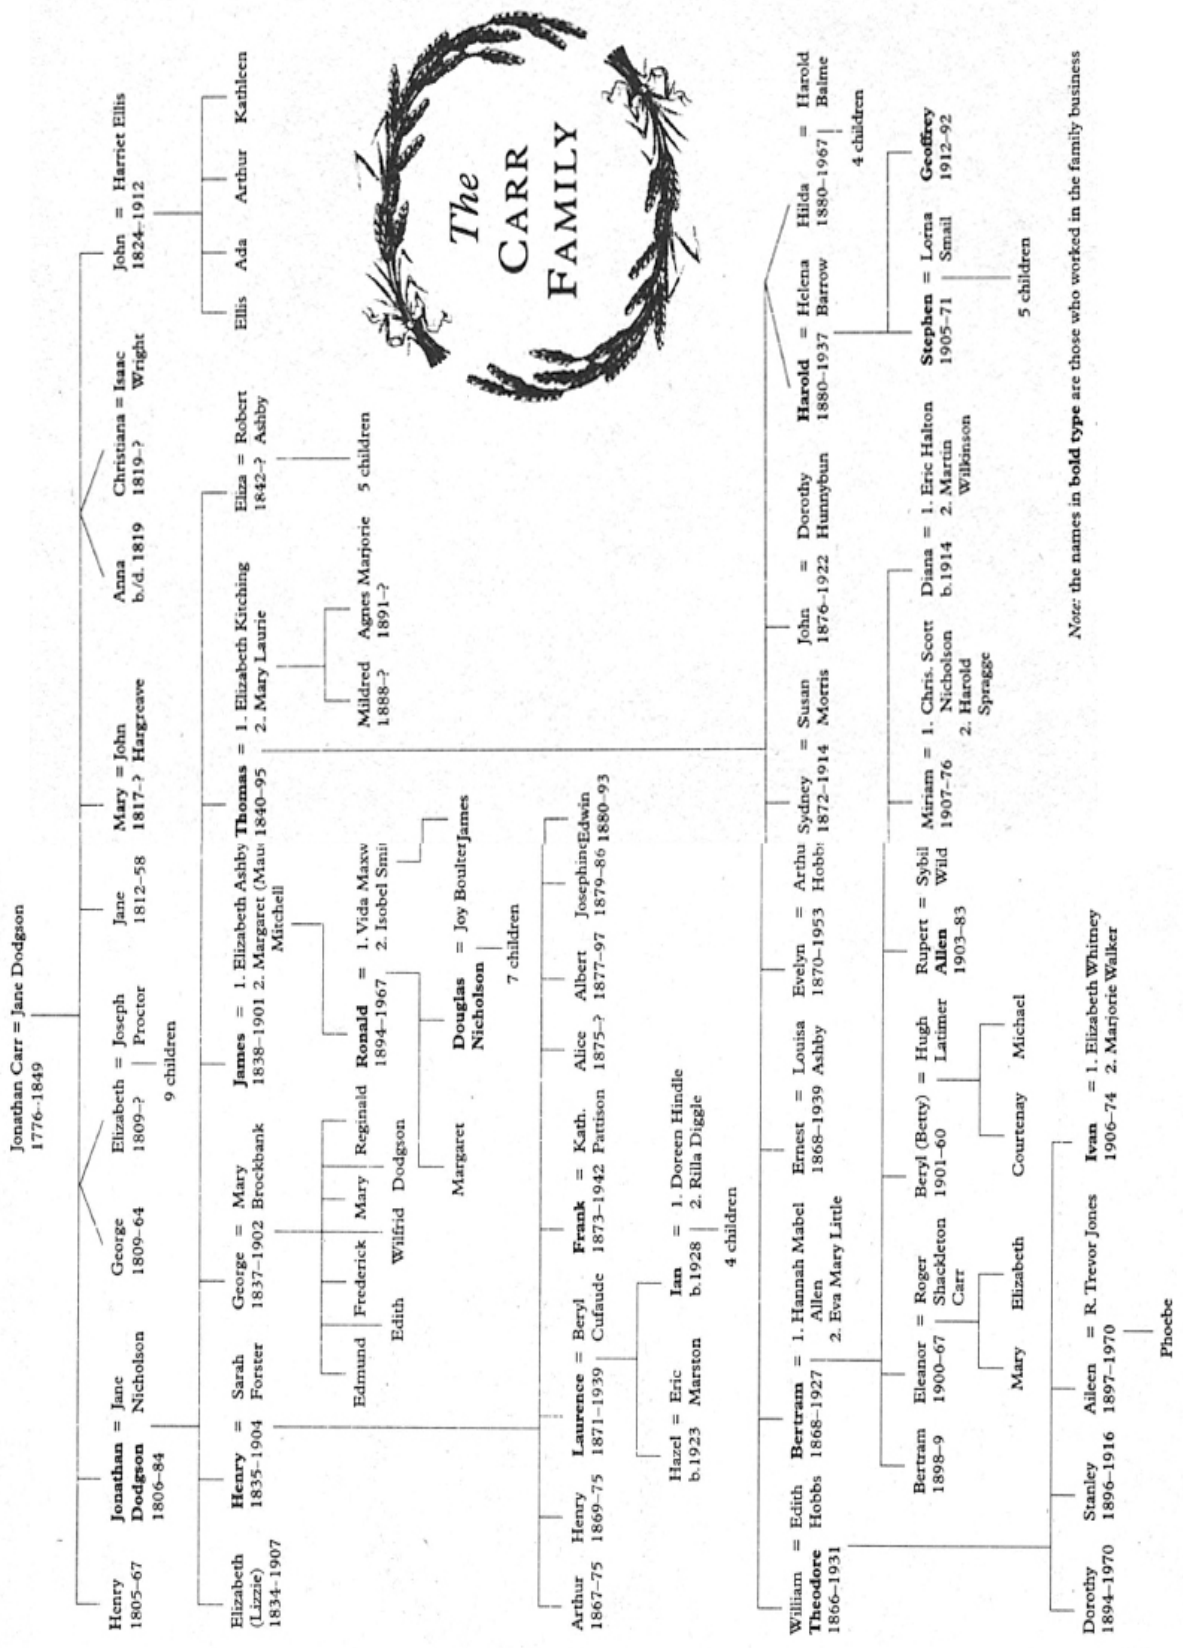 The
CARR
FAMILY
Jonathan Carr = Jane Dodgson
1776–1849
Henry
1805–67
Jonathan = Jane
Dodgson Nicholson
1806–84
George
1809–64
Elizabeth = Joseph
1809–? Proctor
9 children
Jane
1812–58
Mary = John
1817–? Hargreave
Anna
b./d. 1819
Christiana = Isaac
1819–? Wright
John = Harriet Ellis
1824–1912
Elizabeth
(Lizzie)
1834–1907
Henry = Sarah
1835–1904 Forster
George = Mary
1837–1902 Brockbank
James = 1. Elizabeth Ashby
1838–1901 2. Margaret (Mau
Mitchell
Thomas = 1. Elizabeth Kitching
1840–95 2. Mary Laurie
Eliza = Robert
1842–? Ashby
Ellis Ada Arthur Kathleen
Edmund Frederick Mary Reginald
Edith Wilfrid Dodgson
Ronald = 1. Vida Maxw
1894–1967 2. Isobel Smi
Mildred
1888–?
Agnes Marjorie
1891–?
5 children
Margaret
Douglas = Joy Boulter
Nicholson
James
7 children
Arthur
1867–75
Henry
1869–75
Laurence = Beryl
1871–1939 Cufaude
Frank = Kath.
1873–1942 Pattison
Alice
1875–?
Albert
1877–97
Josephine
1879–86
Edwin
1880–93
Hazel = Eric
b.1923 Marston
Ian = 1. Doreen Hindle
b.1928 2. Rilla Diggle
4 children
William = Edith
Theodore Hobbs
1866–1931
Bertram = 1. Hannah Mabel
1868–1927 Allen
2. Eva Mary Little
Ernest = Louisa
1868–1939 Ashby
Evelyn = Arthu
1870–1953 Hobb
Sydney = Susan
1872–1914 Morris
John = Dorothy
1876–1922 Hunnybun
Harold = Helena
1880–1937 Barrow
Hilda = Harold
1880–1967 Balme
4 children
Bertram
1898–9
Eleanor = Roger
1900–67 Shackleton
Carr
Beryl (Betty) = Hugh
1901–60 Latimer
Rupert = Sybil
Allen Wild
1903–83
Miriam = 1. Chris. Scott
1907–76 Nicholson
2. Harold
Spragge
Diana = 1. Eric Halton
b.1914 2. Martin
Wilkinson
Stephen = Lorna
1905–71 Smail
Geoffrey
1912–92
Mary Elizabeth
Courtenay Michael
5 children
Dorothy
1894–1970
Stanley
1896–1916
Aileen = R. Trevor Jones
1897–1970
Ivan = 1. Elizabeth Whitney
1906–74 2. Marjorie Walker
Phoebe
Note: the names in bold type are those who worked in the family business